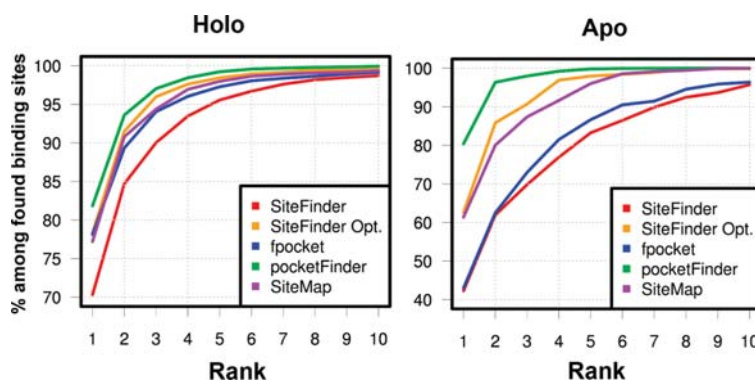 Holo
% among found binding sites
100
95
90
85
80
75
70
SiteFinder
SiteFinder Opt.
fpocket
pocketFinder
SiteMap
1 2 3 4 5 6 7 8 9 10
Rank
Apo
100
90
80
70
60
50
40
SiteFinder
SiteFinder Opt.
fpocket
pocketFinder
SiteMap
1 2 3 4 5 6 7 8 9 10
Rank